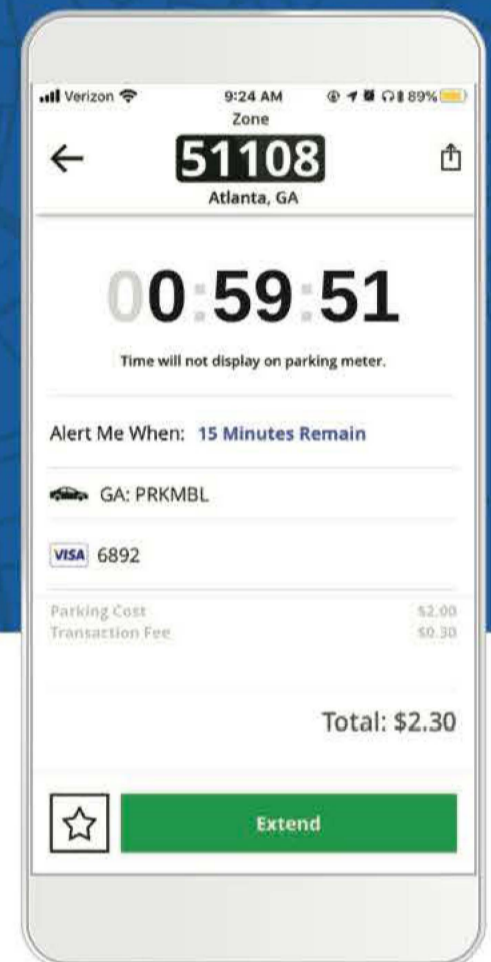 Verizon 9:24 AM 89%
Zone
51108
Atlanta, GA
00:59:51
Time will not display on parking meter.
Alert Me When: 15 Minutes Remain
GA: PRKMBL
VISA 6892
Parking Cost $2.00
Transaction Fee $0.30
Total: $2.30
Extend